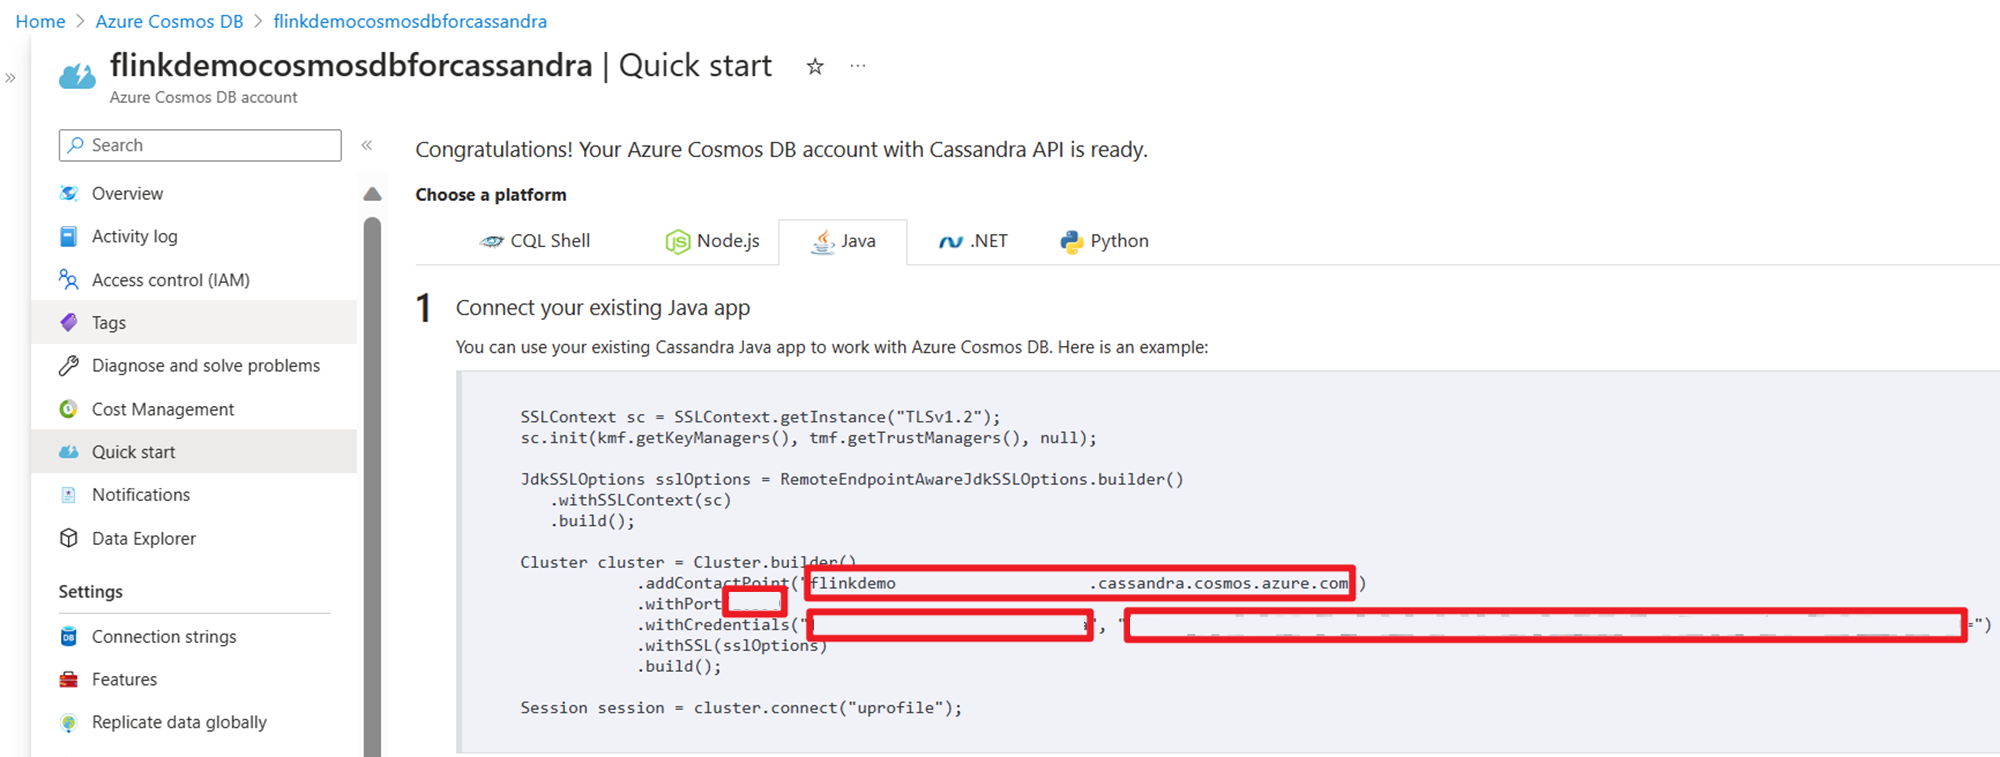 Home > Azure Cosmos DB > flinkdemocosmosdbforcassandra
flinkdemocosmosdbforcassandra | Quick start
Azure Cosmos DB account
Search
Overview
Activity log
Access control (IAM)
Tags
Diagnose and solve problems
Cost Management
Quick start
Notifications
Data Explorer
Settings
Connection strings
Features
Replicate data globally
Congratulations! Your Azure Cosmos DB account with Cassandra API is ready.
Choose a platform
CQL Shell
Node.js
Java
.NET
Python
1 Connect your existing Java app
You can use your existing Cassandra Java app to work with Azure Cosmos DB. Here is an example:
SSLContext sc = SSLContext.getInstance("TLSv1.2");
sc.init(kmf.getKeyManagers(), tmf.getTrustManagers(), null);
JdkSSLOptions sslOptions = RemoteEndpointAwareJdkSSLOptions.builder()
.withSSLContext(sc)
.build();
Cluster cluster = Cluster.builder()
.addContactPoint("flinkdemo .cassandra.cosmos.azure.com")
.withPort
.withCredentials(" ", " =")
.withSSL(sslOptions)
.build();
Session session = cluster.connect("uprofile");